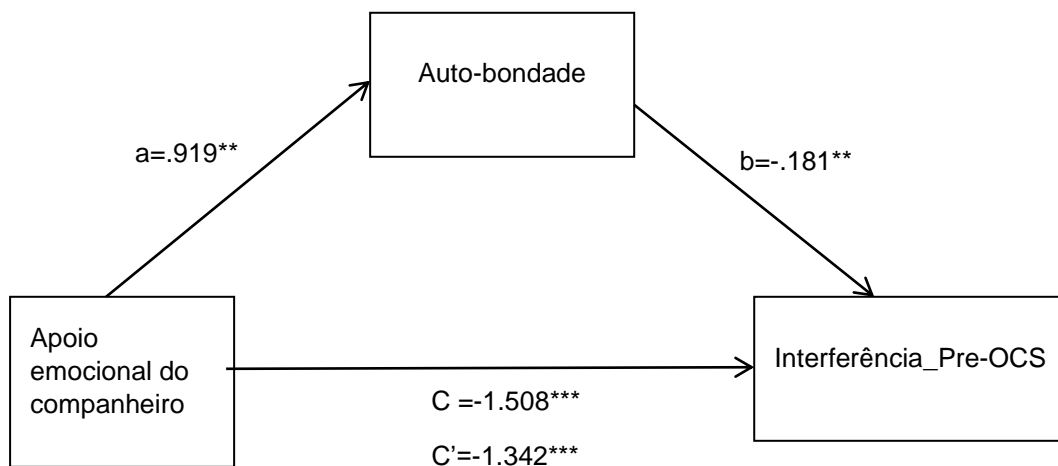 Auto-bondade
a=.919**
b=-.181**
Apoio
emocional do
companheiro
Interferência_Pre-OCS
C =-1.508***
C’=-1.342***